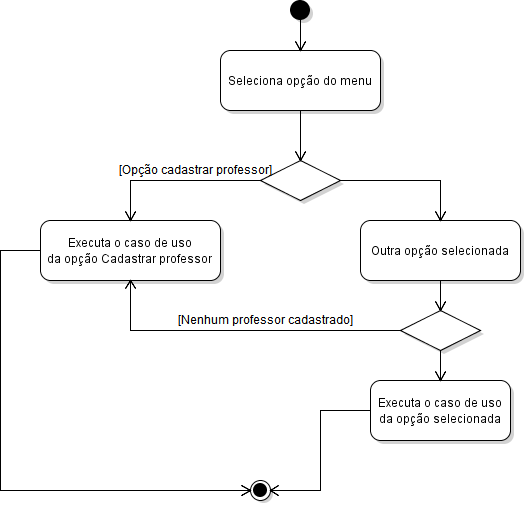 Seleciona opção do menu
[Opção cadastrar professor]
Executa o caso de uso
da opção Cadastrar professor
Outra opção selecionada
[Nenhum professor cadastrado]
Executa o caso de uso
da opção selecionada